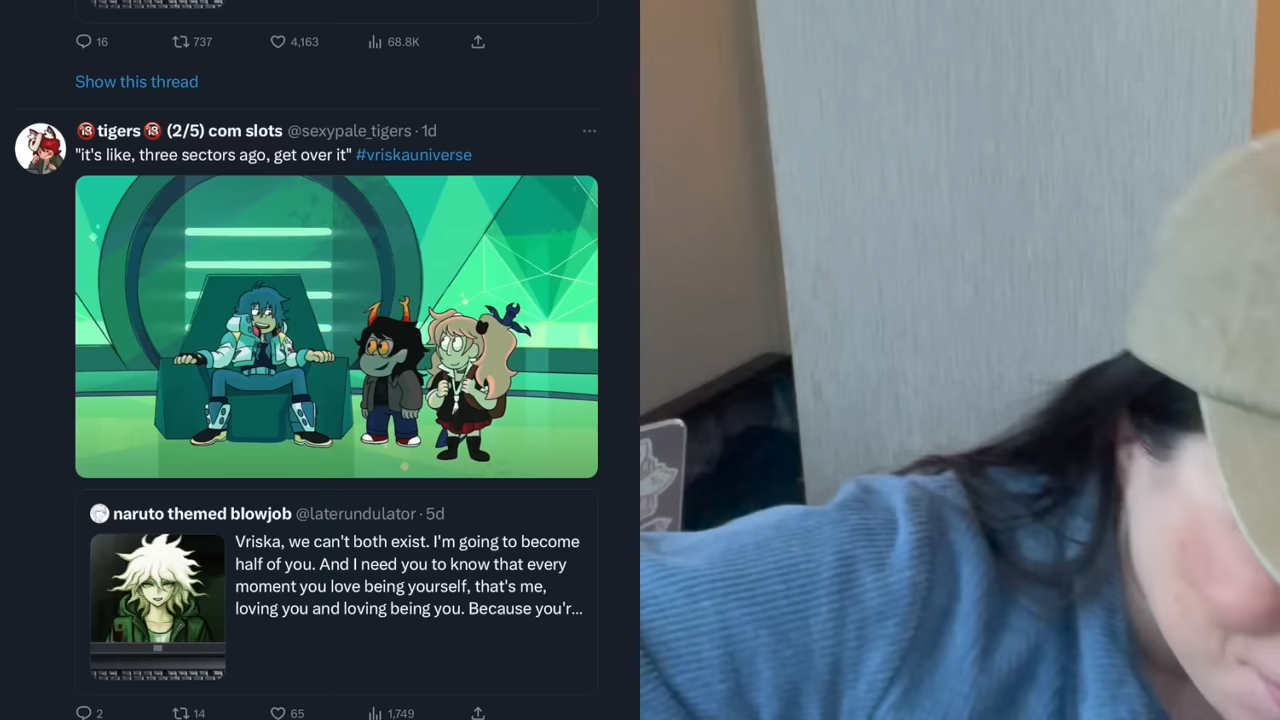 16 737 4,163 68.8K
Show this thread
🔞tigers🔞 (2/5) com slots @sexypale_tigers · 1d
"it's like, three sectors ago, get over it" #vriskauniverse
naruto themed blowjob @laterundulator · 5d
Vriska, we can't both exist. I'm going to become
half of you. And I need you to know that every
moment you love being yourself, that's me,
loving you and loving being you. Because you'r...
2 14 65 1,749